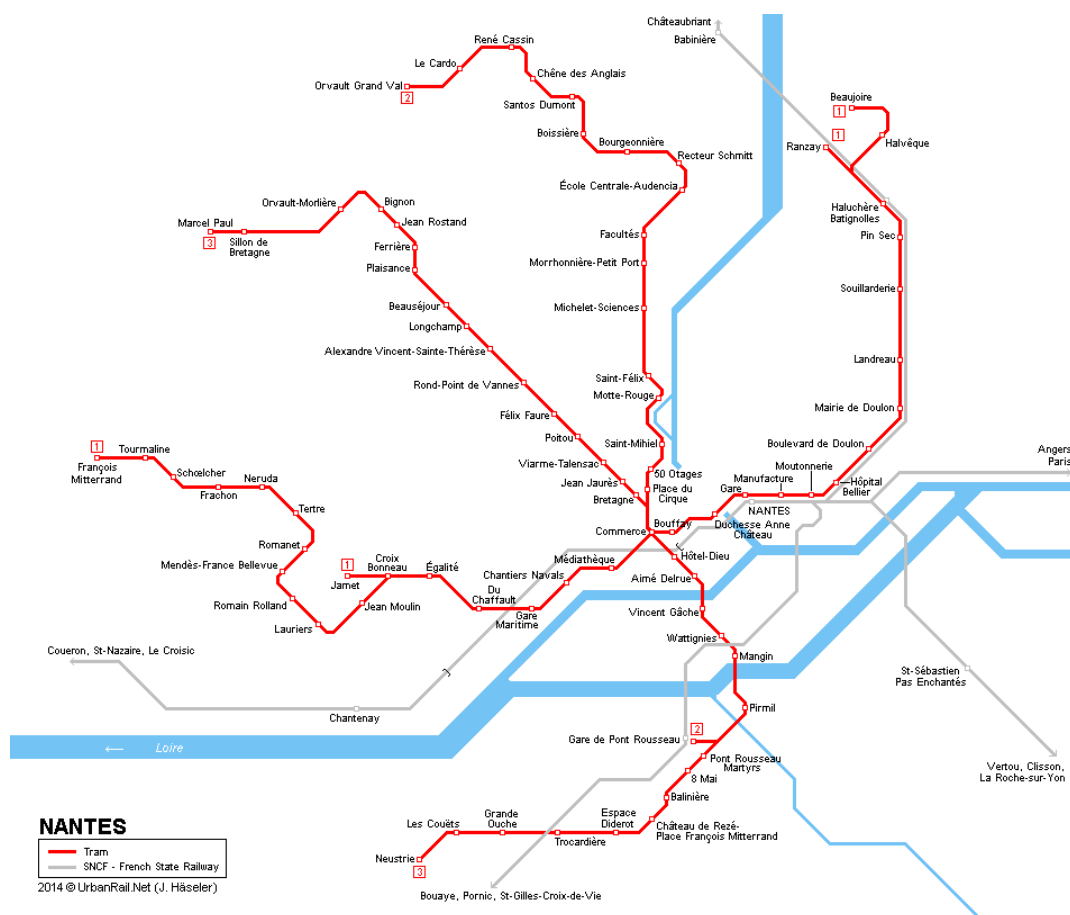 Châteaubriant
Babinière
René Cassin
Le Cardo
Chêne des Anglais
Orvault Grand Val
2
Santos Dumont
Beaujoire
1
Boissière
1
Bourgeonnière
Ranzay
Halvêque
Recteur Schmitt
École Centrale-Audencia
Orvault-Morlière
Bignon
Haluchère
Batignolles
Marcel Paul
3
Sillon de
Bretagne
Jean Rostand
Facultés
Pin Sec
Ferrière
Plaisance
Morrhonnière-Petit Port
Souillarderie
Beauséjour
Michelet-Sciences
Longchamp
Alexandre Vincent-Sainte-Thérèse
Landreau
Rond-Point de Vannes
Saint-Félix
Motte-Rouge
Mairie de Doulon
Félix Faure
Poitou
Saint-Mihiel
Boulevard de Doulon
1
Tourmaline
François
Mitterrand
Schœlcher
Frachon
Neruda
Viarme-Talensac
Jean Jaurès
Bretagne
50 Otages
Place du
Cirque
Gare
Manufacture
Moutonnerie
Hôpital
Bellier
Angers
Paris
Tertre
NANTES
Commerce
Bouffay
Duchesse Anne
Château
Romanet
Mendès-France Bellevue
1
Jamet
Croix
Bonneau
Égalité
Médiathèque
Hôtel-Dieu
Chantiers Navals
Aimé Delrue
Du
Chaffault
Gare
Maritime
Romain Rolland
Jean Moulin
Lauriers
Vincent Gâche
Wattignies
Mangin
Coueron, St-Nazaire, Le Croisic
St-Sébastien
Pas Enchantés
Chantenay
Pirmil
2
Gare de Pont Rousseau
Loire
Pont Rousseau
Martyrs
8 Mai
Vertou, Clisson,
La Roche-sur-Yon
Balinière
Château de Rezé-
Place François Mitterrand
Espace
Diderot
Trocardière
Grande
Ouche
Les Couëts
Neustrie
3
Bouaye, Pornic, St-Gilles-Croix-de-Vie
NANTES
Tram
SNCF - French State Railway
2014 © UrbanRail.Net (J. Häseler)